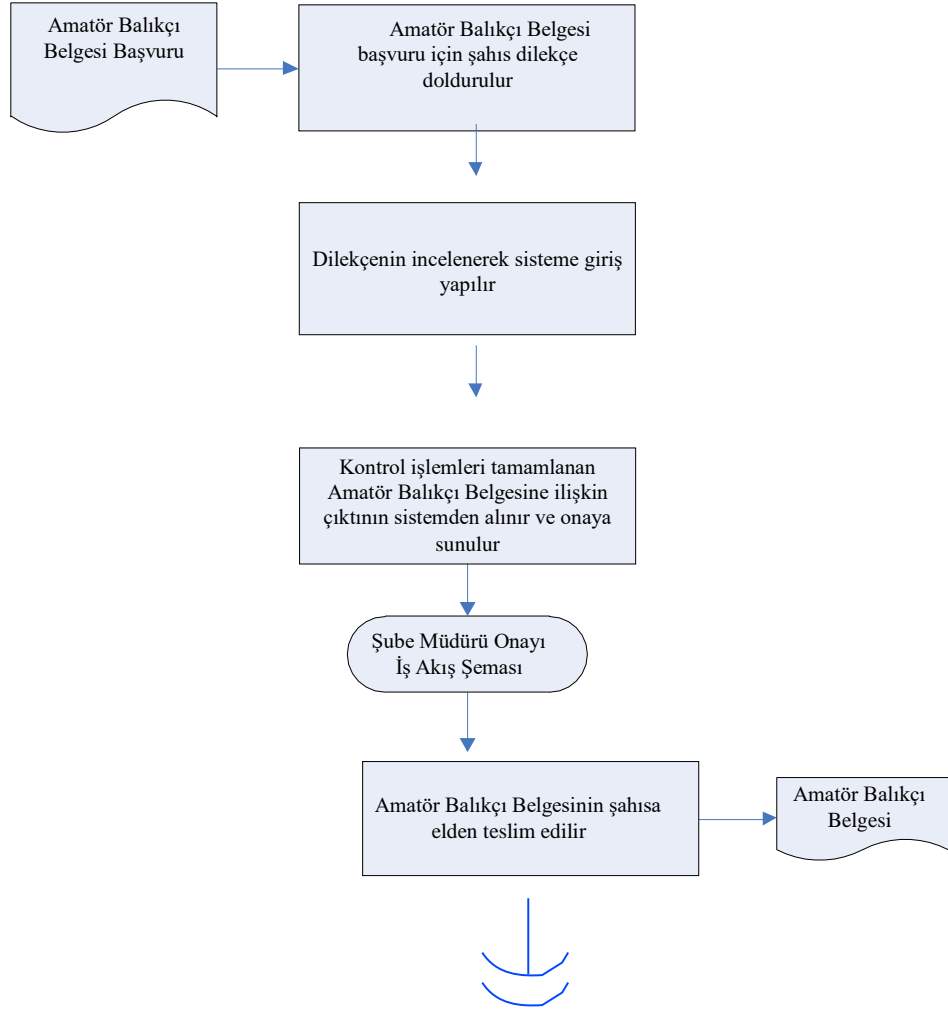 Amatör Balıkçı
Belgesi Başvuru
Amatör Balıkçı Belgesi
başvuru için şahıs dilekçe
doldurulur
Dilekçenin incelenerek sisteme giriş
yapılır
Kontrol işlemleri tamamlanan
Amatör Balıkçı Belgesine ilişkin
çıktının sistemden alınır ve onaya
sunulur
Şube Müdürü Onayı
İş Akış Şeması
Amatör Balıkçı Belgesinin şahısa
elden teslim edilir
Amatör Balıkçı
Belgesi